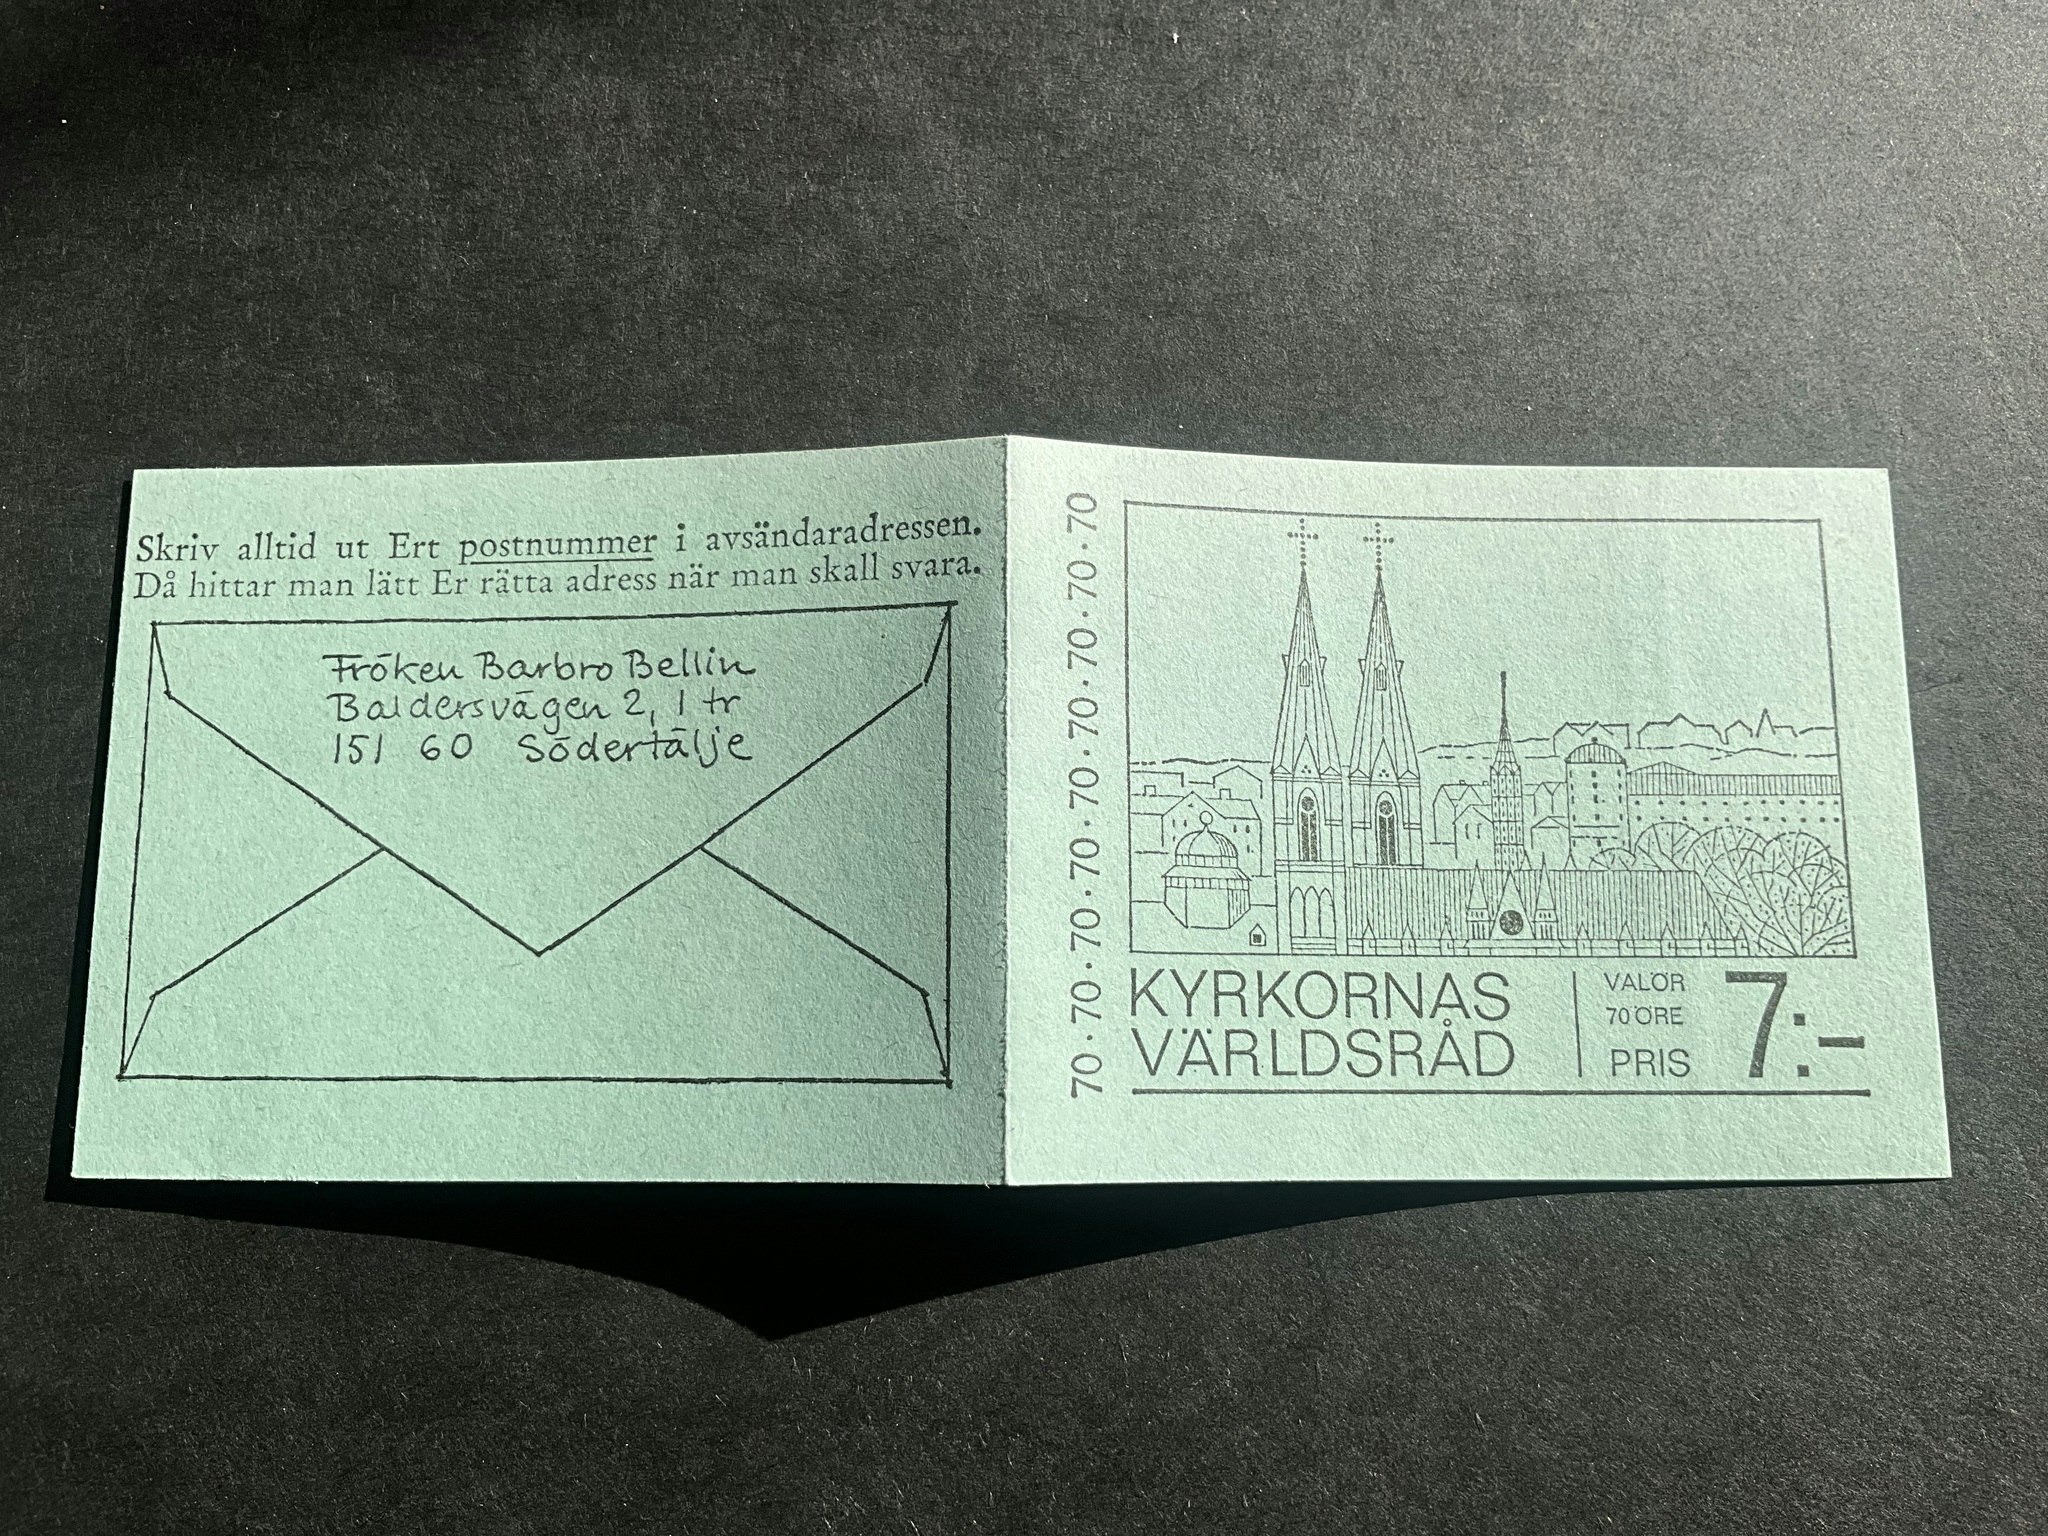 Skriv alltid ut Ert postnummer i avsändaradressen.
Då hittar man lätt Er rätta adress när man skall svara.
Fröken Barbro Bellin
Baldersvägen 2, 1 tr
151 60 Södertälje
70·70·70·70·70·70·70·70·70
KYRKORNAS
VÄRLDSRÅD
VALÖR
70 ÖRE
PRIS
7:-